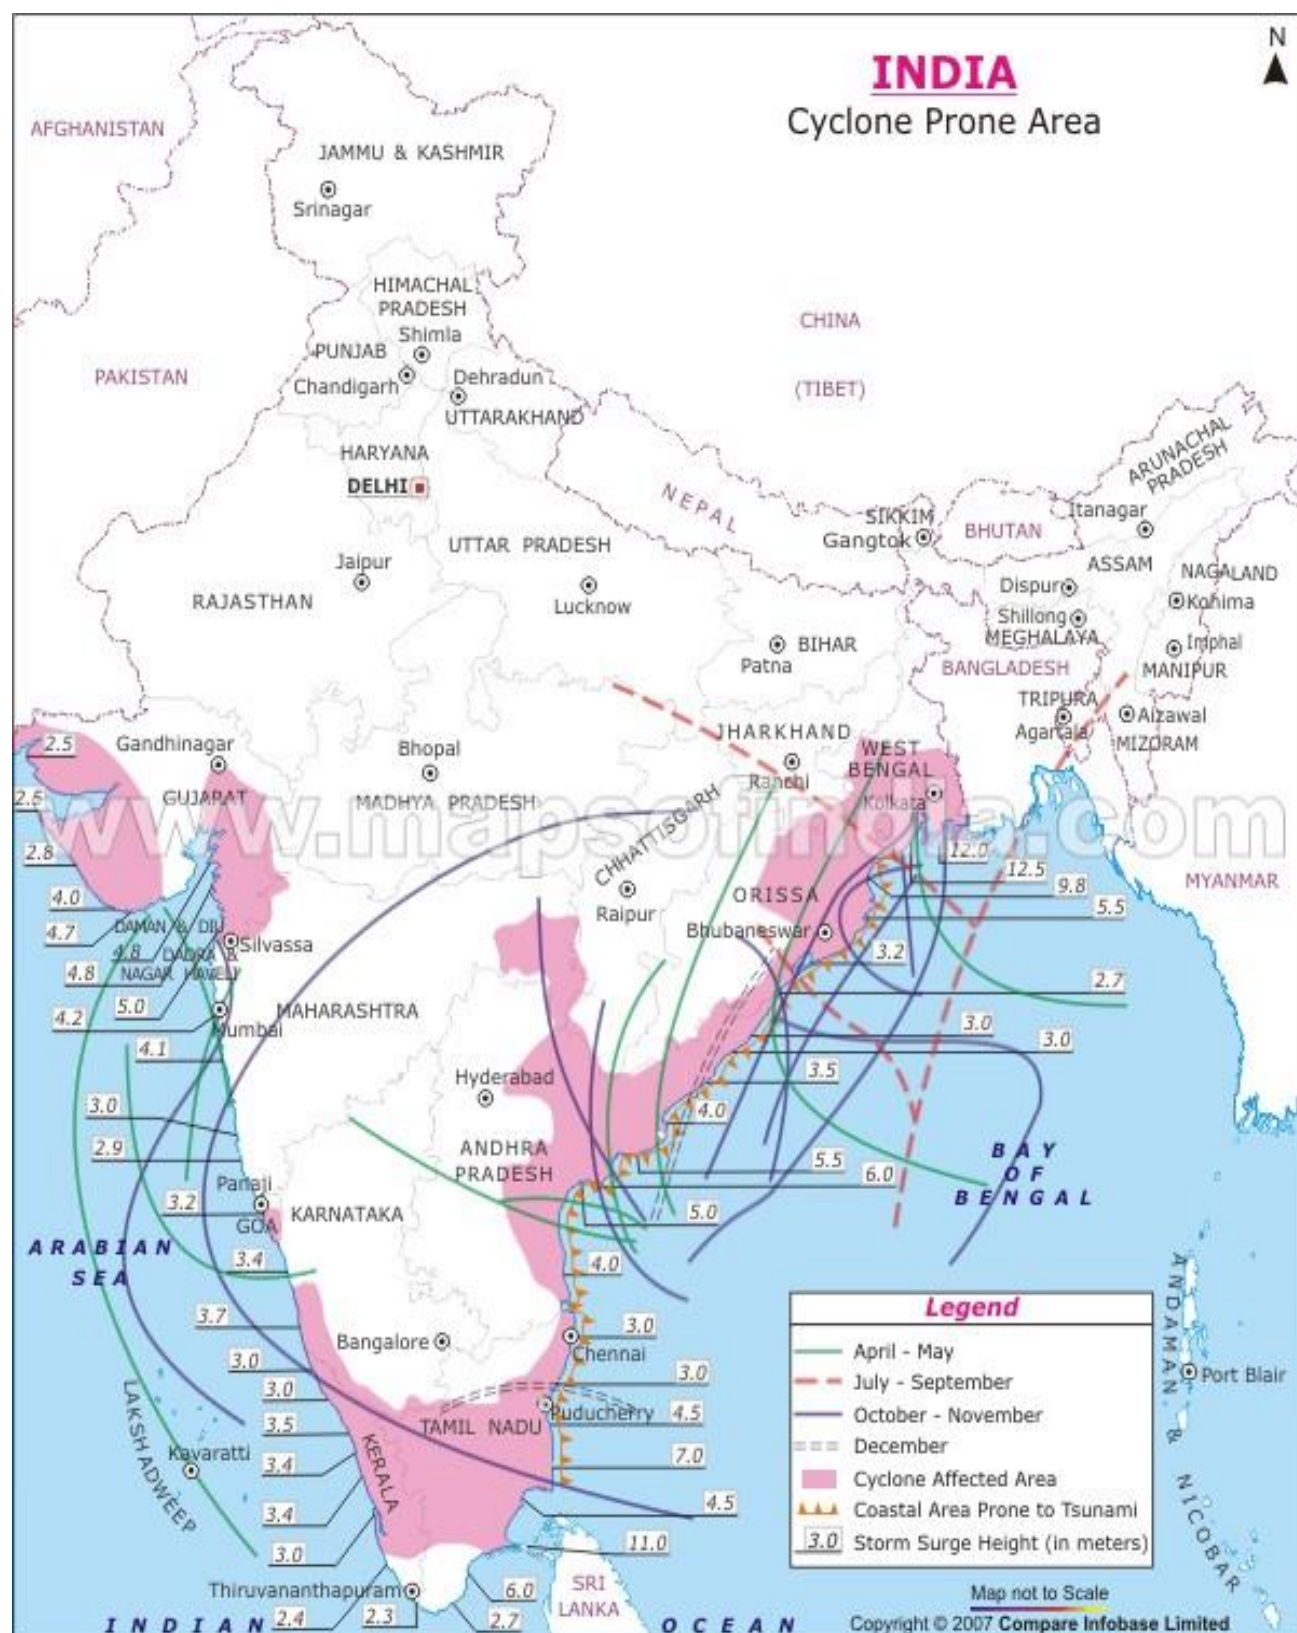 INDIA
Cyclone Prone Area
N
AFGHANISTAN
JAMMU & KASHMIR
Srinagar
HIMACHAL
PRADESH
Shimla
CHINA
PUNJAB
PAKISTAN
Chandigarh
Dehradun
(TIBET)
UTTARAKHAND
HARYANA
DELHI
ARUNACHAL
PRADESH
NEPAL
Itanagar
SIKKIM
Gangtok
BHUTAN
UTTAR PRADESH
Jaipur
ASSAM
NAGALAND
Dispur
RAJASTHAN
Lucknow
Kohima
Shillong
MEGHALAYA
BIHAR
Patna
Imphal
BANGLADESH
MANIPUR
TRIPURA
Agartala
Aizawal
MIZORAM
JHARKHAND
Ranchi
WEST
BENGAL
Kolkata
2.5
Gandhinagar
Bhopal
GUJARAT
MADHYA PRADESH
2.5
www.mapsofindia.com
CHHATTISGARH
2.8
12.0
12.5
9.8
MYANMAR
4.0
Raipur
ORISSA
5.5
4.7
DAMAN & DIU
Bhubaneswar
4.8
Silvassa
DADRA &
NAGAR HAVELI
3.2
4.8
2.7
5.0
MAHARASHTRA
4.2
Mumbai
3.0
3.0
4.1
3.5
Hyderabad
3.0
4.0
2.9
ANDHRA
PRADESH
5.5
BAY
OF
BENGAL
6.0
Panaji
3.2
GOA
KARNATAKA
5.0
ARABIAN
SEA
3.4
4.0
3.7
Bangalore
3.0
Chennai
3.0
3.0
3.0
Puducherry
4.5
TAMIL NADU
3.5
LAKSHADWEEP
Kavaratti
KERALA
3.4
7.0
3.4
4.5
3.0
11.0
Thiruvananthapuram
6.0
SRI
LANKA
2.4
2.3
2.7
INDIAN
OCEAN
ANDAMAN & NICOBAR
Port Blair
Legend
April - May
July - September
October - November
December
Cyclone Affected Area
Coastal Area Prone to Tsunami
3.0 Storm Surge Height (in meters)
Map not to Scale
Copyright © 2007 Compare Infobase Limited